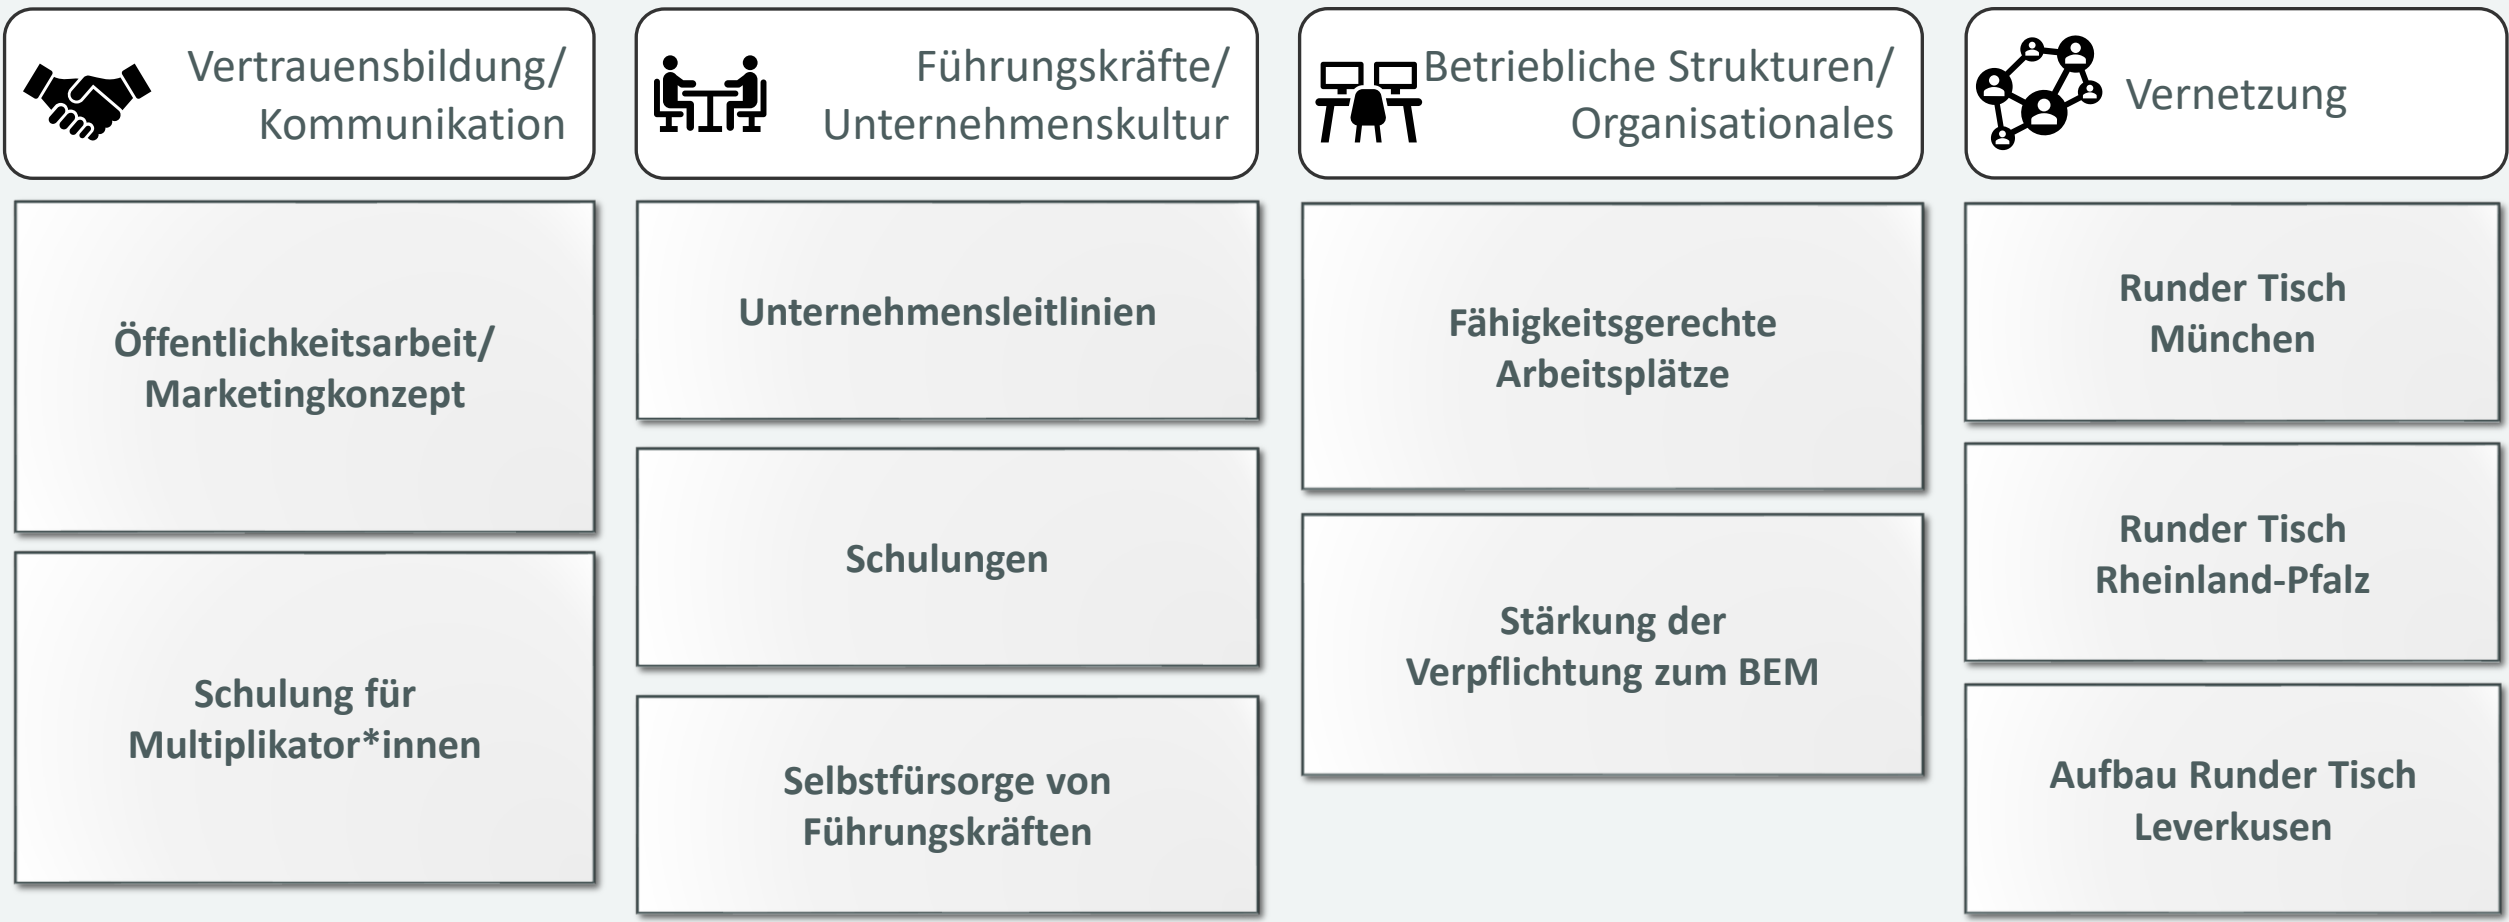 Vertrauensbildung/
Kommunikation
Öffentlichkeitsarbeit/
Marketingkonzept
Schulung für
Multiplikator*innen
Führungskräfte/
Unternehmenskultur
Unternehmensleitlinien
Schulungen
Selbstfürsorge von
Führungskräften
Betriebliche Strukturen/
Organisationales
Fähigkeitsgerechte
Arbeitsplätze
Stärkung der
Verpflichtung zum BEM
Vernetzung
Runder Tisch
München
Runder Tisch
Rheinland-Pfalz
Aufbau Runder Tisch
Leverkusen